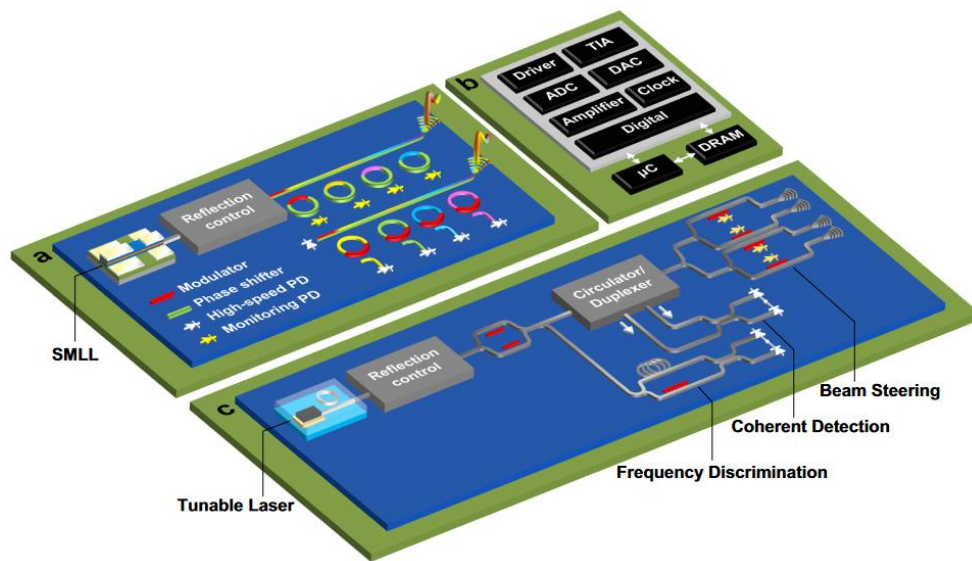 a
Reflection
control
Modulator
Phase shifter
High-speed PD
Monitoring PD
SMLL
b
Driver
TIA
ADC
DAC
Amplifier
Clock
Digital
μC
DRAM
c
Circulator/
Duplexer
Reflection
control
Beam Steering
Coherent Detection
Frequency Discrimination
Tunable Laser